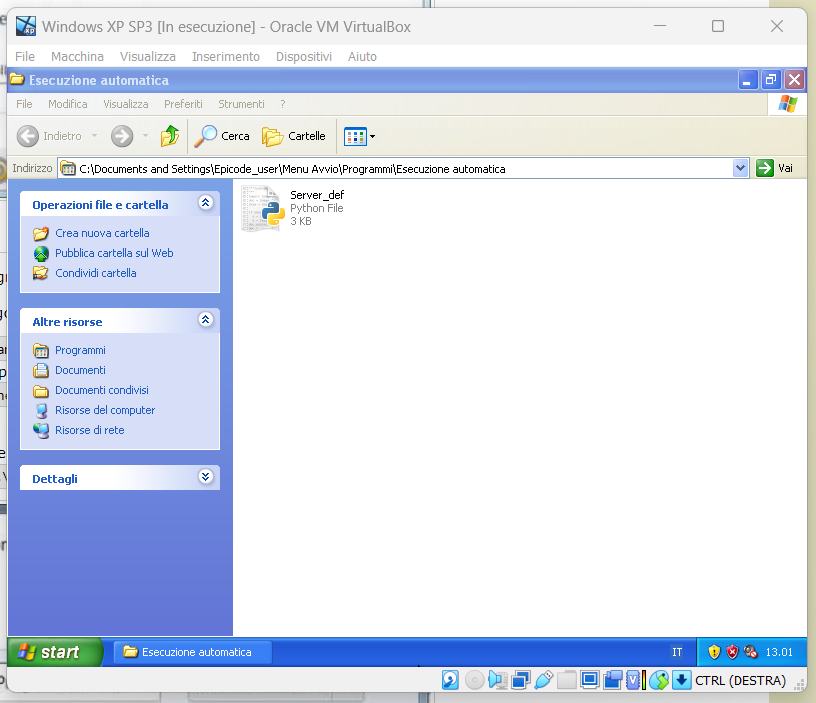 Windows XP SP3 [In esecuzione] - Oracle VM VirtualBox
File Macchina Visualizza Inserimento Dispositivi Aiuto
Esecuzione automatica
File Modifica Visualizza Preferiti Strumenti ?
Indietro Cerca Cartelle
Indirizzo C:\Documents and Settings\Epicode_user\Menu Avvio\Programmi\Esecuzione automatica Vai
Operazioni file e cartella
Crea nuova cartella
Pubblica cartella sul Web
Condividi cartella
Altre risorse
Programmi
Documenti
Documenti condivisi
Risorse del computer
Risorse di rete
Dettagli
Server_def
Python File
3 KB
start Esecuzione automatica IT 13.01
CTRL (DESTRA)